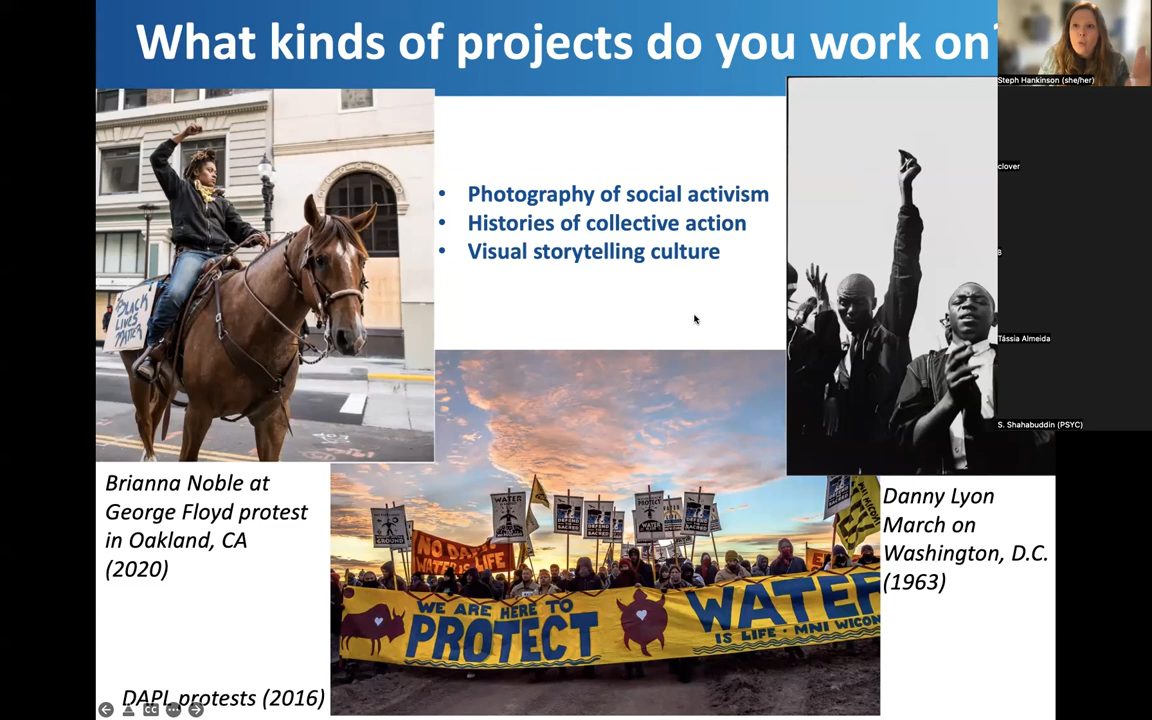 What kinds of projects do you work on?
Steph Hankinson (she/her)
clover
B
Tássia Almeida
S. Shahabuddin (PSYC)
• Photography of social activism
• Histories of collective action
• Visual storytelling culture
BLACK
LIVES
MATTER
Brianna Noble at
George Floyd protest
in Oakland, CA
(2020)
Danny Lyon
March on
Washington, D.C.
(1963)
NO DAPL
WATER IS LIFE
DEFEND
THE
SACRED
WE ARE HERE TO
PROTECT
WATER
IS LIFE · MNI WICONI
DAPL protests (2016)
CC